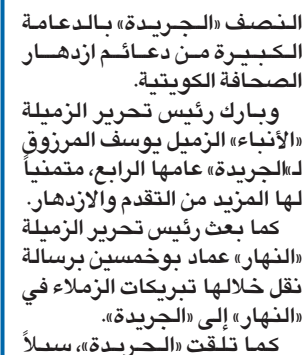 النصف «الجريدة» بالدعامة
الكبيرة من دعائم ازدهار
الصحافة الكويتية.
وبارك رئيس تحرير الزميلة
«الأنباء» الزميل يوسف المرزوق
لـ«الجريدة» عامها الرابع، متمنياً
لها المزيد من التقدم والازدهار.
كما بعث رئيس تحرير الزميلة
«النهار» عماد بوخمسين برسالة
نقل خلالها تبريكات الزملاء في
«النهار» إلى «الجريدة».
كما تلقت «الجريدة»، سيلاً